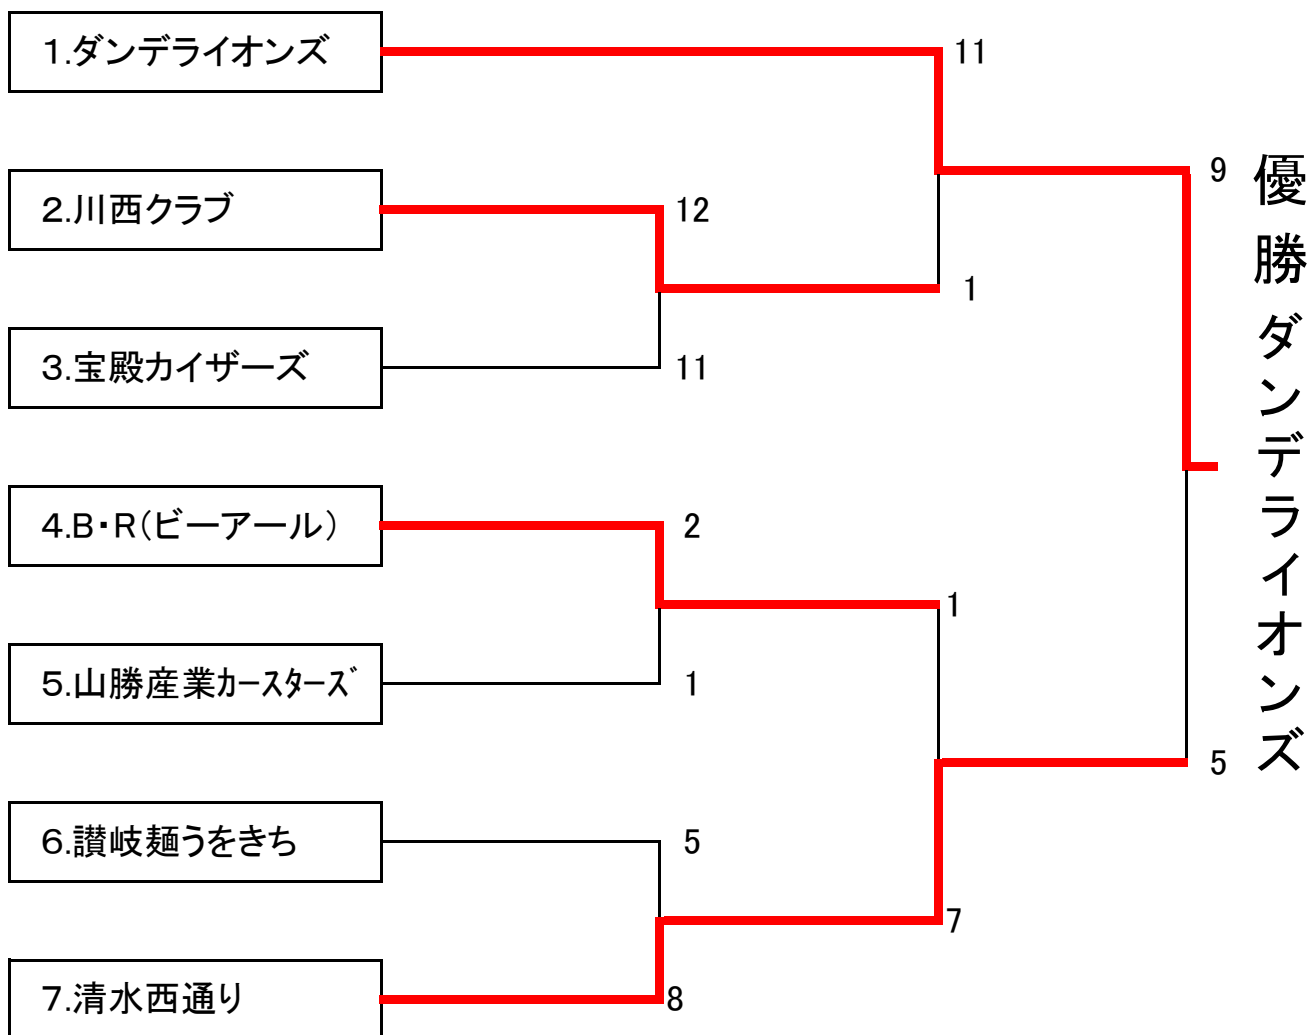 1.ダンデライオンズ
11
9
2.川西クラブ
12
1
3.宝殿カイザーズ
11
4.B・R(ビーアール)
2
1
5.山勝産業ｶｰｽﾀｰｽﾞ
1
5
6.讃岐麺うをきち
5
7
7.清水西通り
8
優勝ダンデライオンズ